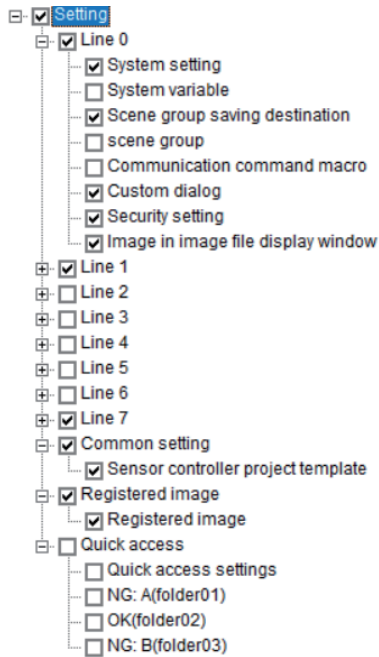 Setting
Line 0
System setting
System variable
Scene group saving destination
scene group
Communication command macro
Custom dialog
Security setting
Image in image file display window
Line 1
Line 2
Line 3
Line 4
Line 5
Line 6
Line 7
Common setting
Sensor controller project template
Registered image
Registered image
Quick access
Quick access settings
NG: A(folder01)
OK(folder02)
NG: B(folder03)